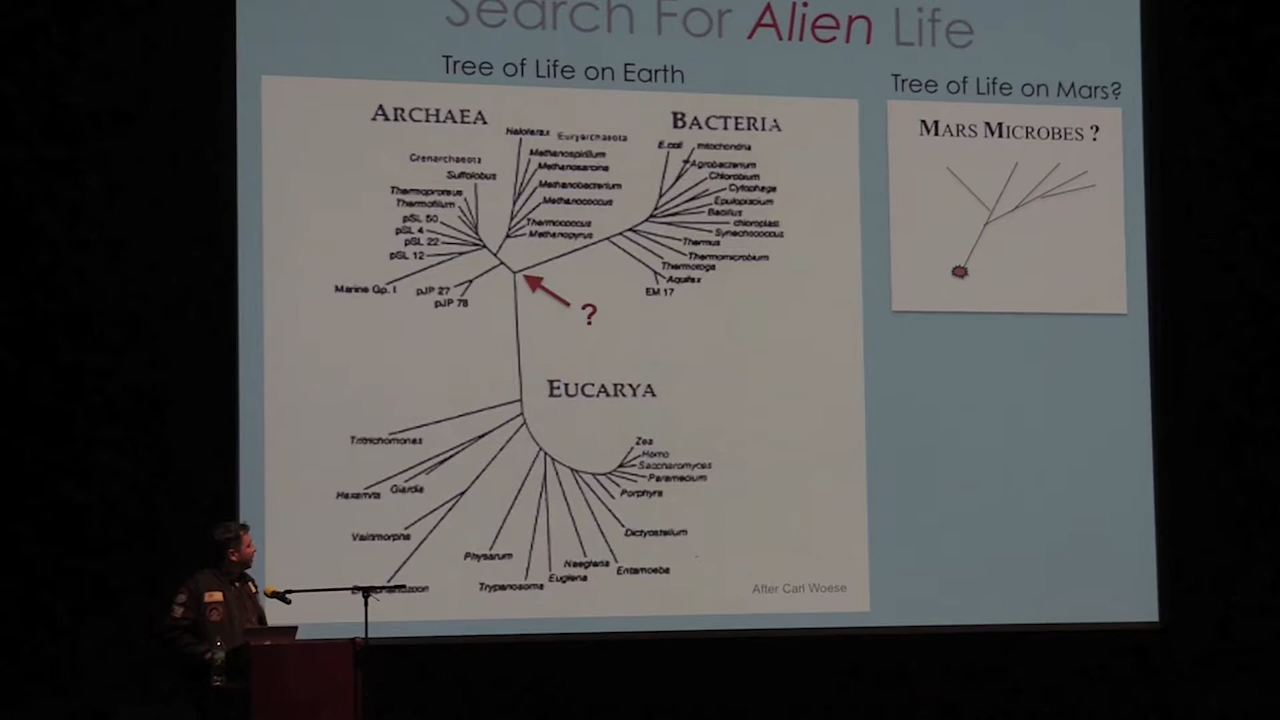 Search For Alien Life
Tree of Life on Earth
Tree of Life on Mars?
ARCHAEA
BACTERIA
MARS MICROBES ?
Haloferax
Euryarchaeota
E.coli
mitochondria
Crenarchaeota
Methanospirillum
Agrobacterium
Sulfolobus
Methanosarcina
Chlorobium
Thermoproteus
Methanobacterium
Cytophaga
Thermofilum
Methanococcus
Epulopiscium
pSL 50
Bacillus
pSL 4
Thermococcus
chloroplast
pSL 22
Methanopyrus
Synechococcus
pSL 12
Thermus
Thermomicrobium
Thermotoga
Marine Gp. I
pJP 27
Aquifex
pJP 78
EM 17
?
EUCARYA
Tritrichomonas
Zea
Homo
Saccharomyces
Paramecium
Hexamita
Giardia
Porphyra
Vairimorpha
Dictyostelium
Physarum
Naegleria
Entamoeba
Trypanosoma
Euglena
After Carl Woese